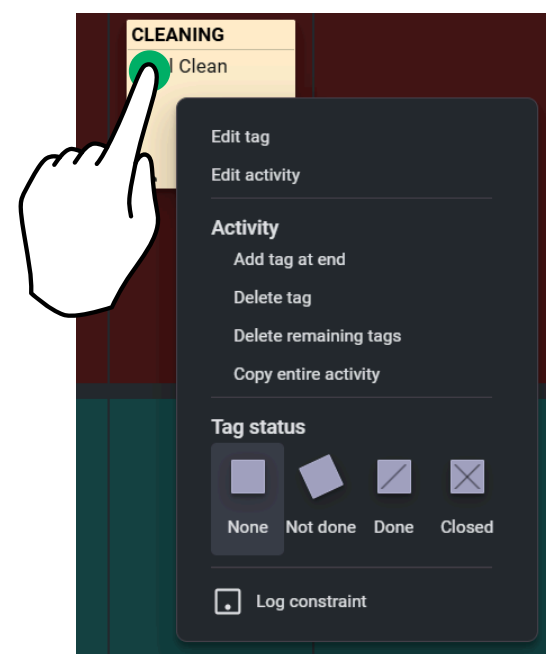 CLEANING
Clean
Edit tag
Edit activity
Activity
Add tag at end
Delete tag
Delete remaining tags
Copy entire activity
Tag status
None Not done Done Closed
Log constraint